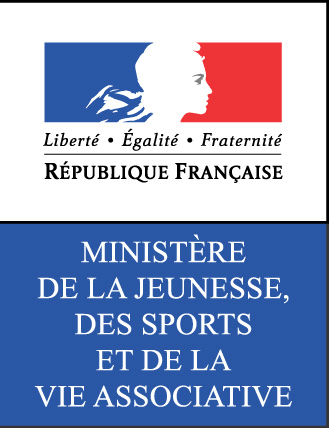 Liberté • Égalité • Fraternité
RÉPUBLIQUE FRANÇAISE
MINISTÈRE
DE LA JEUNESSE,
DES SPORTS
ET DE LA
VIE ASSOCIATIVE